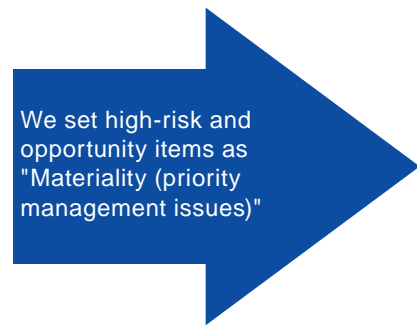 We set high-risk and
opportunity items as
"Materiality (priority
management issues)"